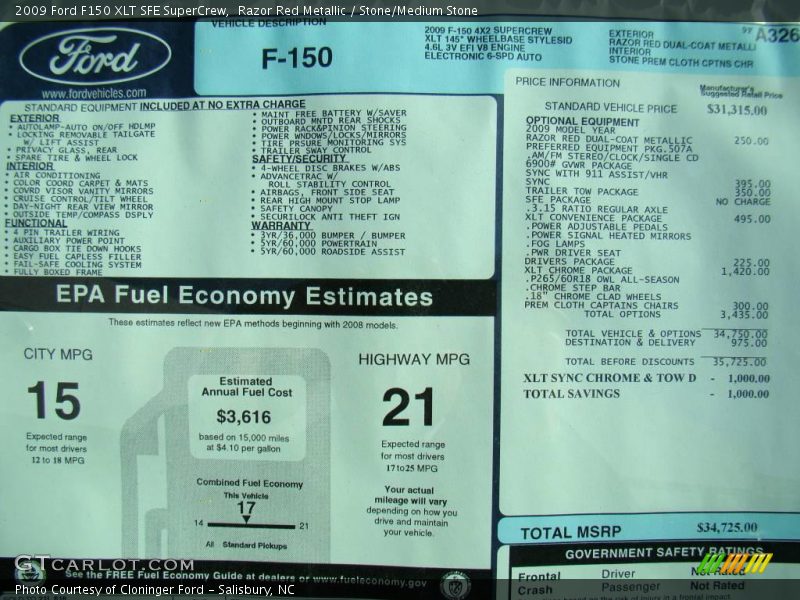 2009 Ford F150 XLT SFE SuperCrew, Razor Red Metallic / Stone/Medium Stone
Ford
www.fordvehicles.com
VEHICLE DESCRIPTION
F-150
2009 F-150 4X2 SUPERCREW
XLT 145" WHEELBASE STYLESID
4.6L 3V EFI V8 ENGINE
ELECTRONIC 6-SPD AUTO
EXTERIOR
RAZOR RED DUAL-COAT METALLI
INTERIOR
STONE PREM CLOTH CPTNS CHR
A326
STANDARD EQUIPMENT INCLUDED AT NO EXTRA CHARGE
EXTERIOR
• AUTOLAMP-AUTO ON/OFF HDLMP
• LOCKING REMOVABLE TAILGATE
W/ LIFT ASSIST
• PRIVACY GLASS, REAR
• SPARE TIRE & WHEEL LOCK
INTERIOR
• AIR CONDITIONING
• COLOR COORD CARPET & MATS
• COVRD VISOR VANITY MIRRORS
• CRUISE CONTROL/TILT WHEEL
• DAY-NIGHT REAR VIEW MIRROR
• OUTSIDE TEMP/COMPASS DSPLY
FUNCTIONAL
• 4 PIN TRAILER WIRING
• AUXILIARY POWER POINT
• CARGO BOX TIE DOWN HOOKS
• EASY FUEL CAPLESS FILLER
• FAIL-SAFE COOLING SYSTEM
• FULLY BOXED FRAME
• MAINT FREE BATTERY W/SAVER
• OUTBOARD MNTD REAR SHOCKS
• POWER RACK&PINION STEERING
• POWER WNDOWS/LOCKS/MIRRORS
• TIRE PRSURE MONITORING SYS
• TRAILER SWAY CONTROL
SAFETY/SECURITY
• 4-WHEEL DISC BRAKES W/ABS
• ADVANCETRAC W/
ROLL STABILITY CONTROL
• AIRBAGS, FRONT SIDE SEAT
• REAR HIGH MOUNT STOP LAMP
• SAFETY CANOPY
• SECURILOCK ANTI THEFT IGN
WARRANTY
• 3YR/36,000 BUMPER / BUMPER
• 5YR/60,000 POWERTRAIN
• 5YR/60,000 ROADSIDE ASSIST
PRICE INFORMATION
Manufacturer's
Suggested Retail Price
STANDARD VEHICLE PRICE $31,315.00
OPTIONAL EQUIPMENT
2009 MODEL YEAR
RAZOR RED DUAL-COAT METALLIC 250.00
PREFERRED EQUIPMENT PKG.507A
.AM/FM STEREO/CLOCK/SINGLE CD
6900# GVWR PACKAGE
SYNC WITH 911 ASSIST/VHR
SYNC 395.00
TRAILER TOW PACKAGE 350.00
SFE PACKAGE NO CHARGE
.3.15 RATIO REGULAR AXLE
XLT CONVENIENCE PACKAGE 495.00
.POWER ADJUSTABLE PEDALS
.POWER SIGNAL HEATED MIRRORS
.FOG LAMPS
.PWR DRIVER SEAT
DRIVERS PACKAGE 225.00
XLT CHROME PACKAGE 1,420.00
.P265/60R18 OWL ALL-SEASON
.CHROME STEP BAR
.18" CHROME CLAD WHEELS
PREM CLOTH CAPTAINS CHAIRS 300.00
TOTAL OPTIONS 3,435.00
TOTAL VEHICLE & OPTIONS 34,750.00
DESTINATION & DELIVERY 975.00
TOTAL BEFORE DISCOUNTS 35,725.00
XLT SYNC CHROME & TOW D - 1,000.00
TOTAL SAVINGS - 1,000.00
TOTAL MSRP $34,725.00
EPA Fuel Economy Estimates
These estimates reflect new EPA methods beginning with 2008 models.
CITY MPG
15
Expected range
for most drivers
12 to 18 MPG
Estimated
Annual Fuel Cost
$3,616
based on 15,000 miles
at $4.10 per gallon
Combined Fuel Economy
This Vehicle
17
14 21
All Standard Pickups
HIGHWAY MPG
21
Expected range
for most drivers
17 to 25 MPG
Your actual
mileage will vary
depending on how you
drive and maintain
your vehicle.
See the FREE Fuel Economy Guide at dealers or www.fueleconomy.gov
GOVERNMENT SAFETY RATINGS
Frontal Driver Not Rated
Crash Passenger Not Rated
GTcarlot.com
Photo Courtesy of Cloninger Ford - Salisbury, NC